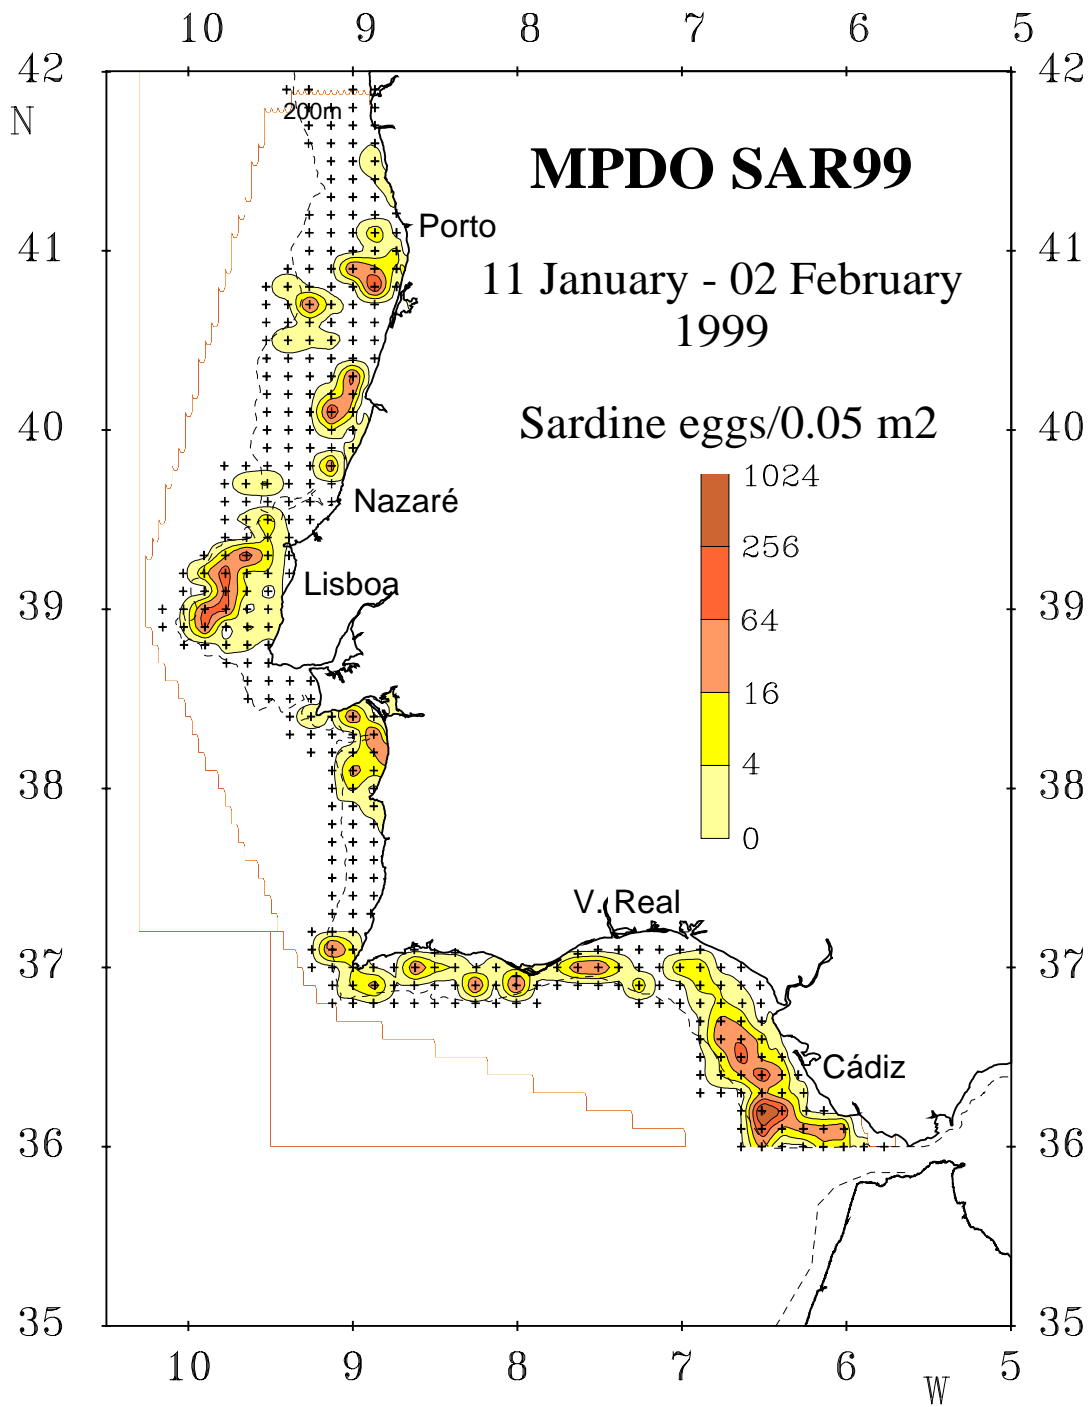 10 9 8 7 6 5
42 42
N
200m
MPDO SAR99
Porto
41 41
11 January - 02 February
1999
Sardine eggs/0.05 m2
40 40
1024
Nazaré
256
Lisboa
39 39
64
16
4
38 38
0
V. Real
37 37
Cádiz
36 36
35 35
10 9 8 7 6 5
W